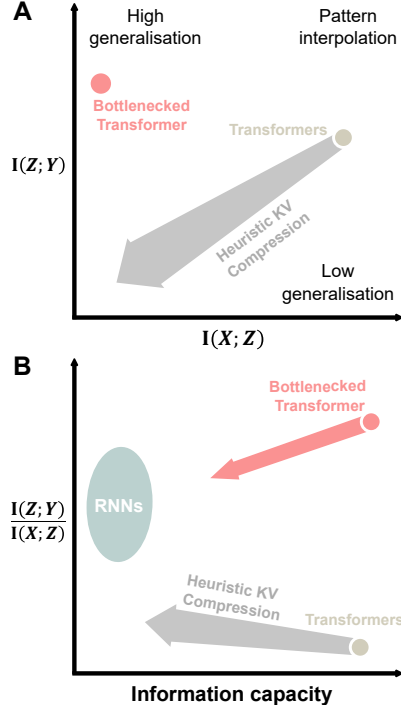 A
High
generalisation
Pattern
interpolation
Bottlenecked
Transformer
Transformers
I(Z; Y)
Heuristic KV
Compression
Low
generalisation
I(X; Z)
B
Bottlenecked
Transformer
RNNs
I(Z; Y)
I(X; Z)
Heuristic KV
Compression
Transformers
Information capacity